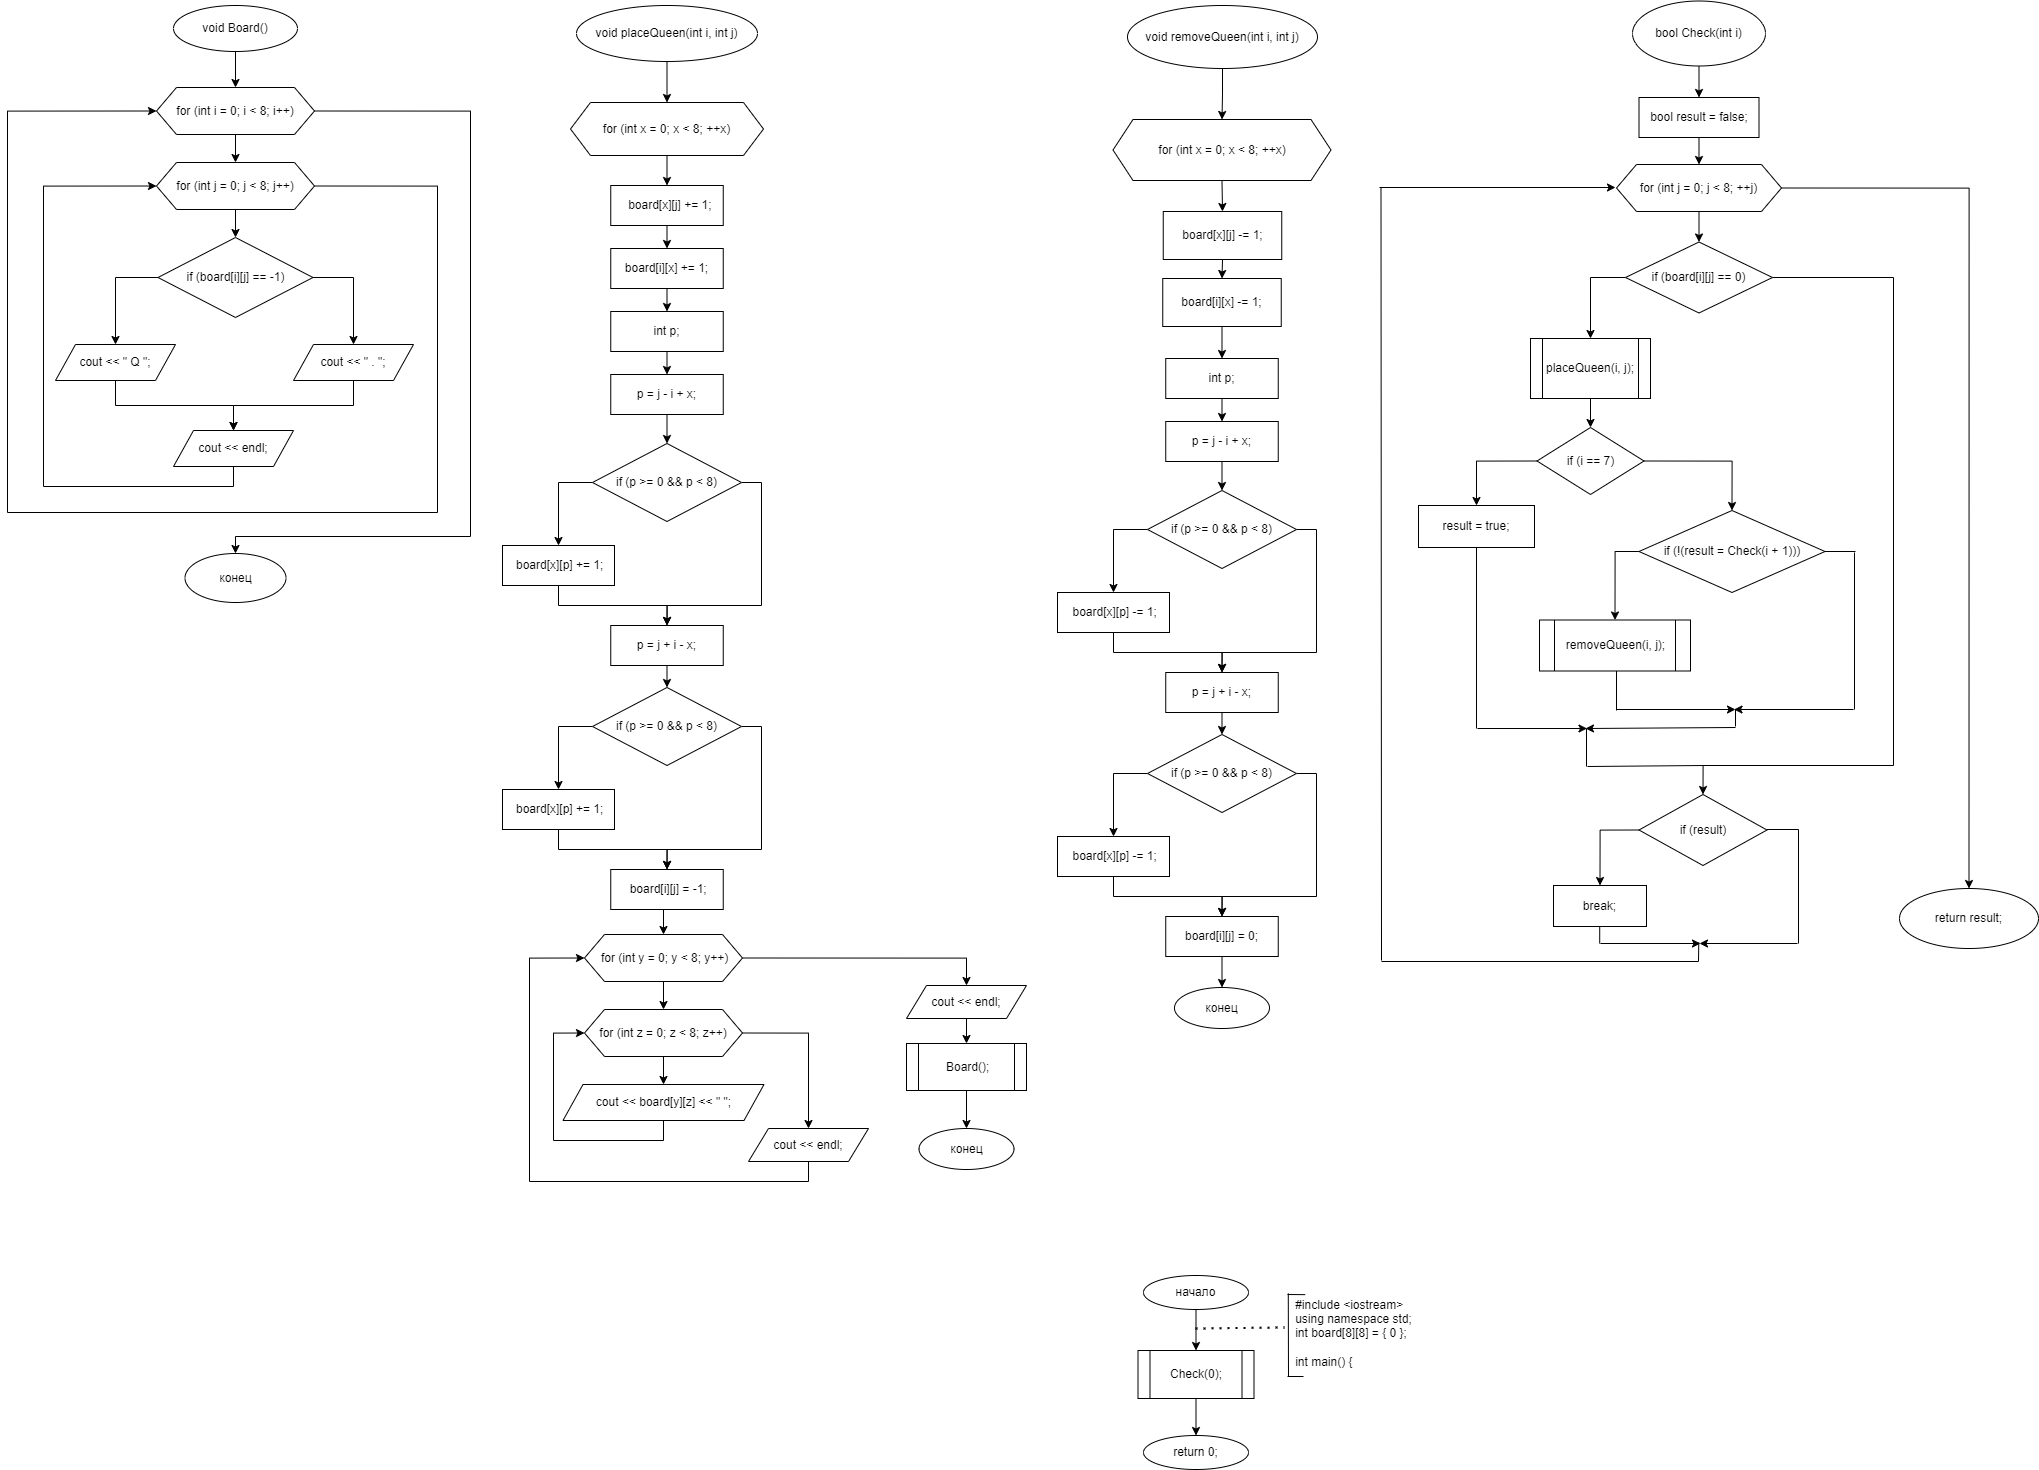 void Board()
for (int i = 0; i < 8; i++)
for (int j = 0; j < 8; j++)
if (board[i][j] == -1)
cout << " Q ";
cout << " . ";
cout << endl;
конец
void placeQueen(int i, int j)
for (int x = 0; x < 8; ++x)
board[x][j] += 1;
board[i][x] += 1;
int p;
p = j - i + x;
if (p >= 0 && p < 8)
board[x][p] += 1;
p = j + i - x;
if (p >= 0 && p < 8)
board[x][p] += 1;
board[i][j] = -1;
for (int y = 0; y < 8; y++)
for (int z = 0; z < 8; z++)
cout << board[y][z] << " ";
cout << endl;
cout << endl;
Board();
конец
void removeQueen(int i, int j)
for (int x = 0; x < 8; ++x)
board[x][j] -= 1;
board[i][x] -= 1;
int p;
p = j - i + x;
if (p >= 0 && p < 8)
board[x][p] -= 1;
p = j + i - x;
if (p >= 0 && p < 8)
board[x][p] -= 1;
board[i][j] = 0;
конец
bool Check(int i)
bool result = false;
for (int j = 0; j < 8; ++j)
if (board[i][j] == 0)
placeQueen(i, j);
if (i == 7)
result = true;
if (!(result = Check(i + 1)))
removeQueen(i, j);
if (result)
break;
return result;
начало
#include <iostream>
using namespace std;
int board[8][8] = { 0 };
int main() {
Check(0);
return 0;